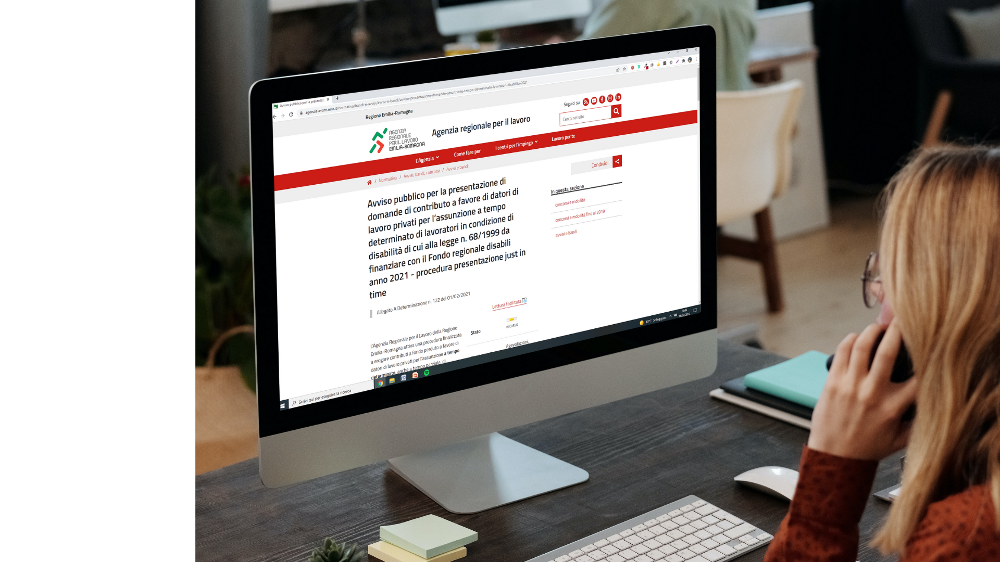 Avviso pubblico per la presentaz
agenzialavoro.emr.it/normativa/bandi-e-avvisi/avvisi-e-bandi/avviso-presentazione-domande-assunzione-tempo-determinato-lavoratori-disabilita-2021
Regione Emilia-Romagna
AGENZIA
REGIONALE
PER IL LAVORO
EMILIA-ROMAGNA
Agenzia regionale per il lavoro
Seguici su
Cerca nel sito
L'Agenzia Come fare per I centri per l'impiego Lavoro per te
/ Normativa / Avvisi, bandi, concorsi / Avvisi e bandi
Condividi
Avviso pubblico per la presentazione di
domande di contributo a favore di datori di
lavoro privati per l'assunzione a tempo
determinato di lavoratori in condizione di
disabilità di cui alla legge n. 68/1999 da
finanziare con il Fondo regionale disabili
anno 2021 - procedura presentazione just in
time
In questa sezione
concorsi e mobilità
concorsi e mobilità fino al 2019
avvisi e bandi
Allegato A Determinazione n. 122 del 01/02/2021
Lettura facilitata
Stato
IN CORSO
Agevolazioni,
L'Agenzia Regionale per il Lavoro della Regione
Emilia-Romagna attiva una procedura finalizzata
a erogare contributi a fondo perduto a favore di
datori di lavoro privati per l'assunzione a tempo
determinato, anche a tempo parziale, di
Scrivi qui per eseguire la ricerca
10°C Soleggiato
16:04
16/02/2022